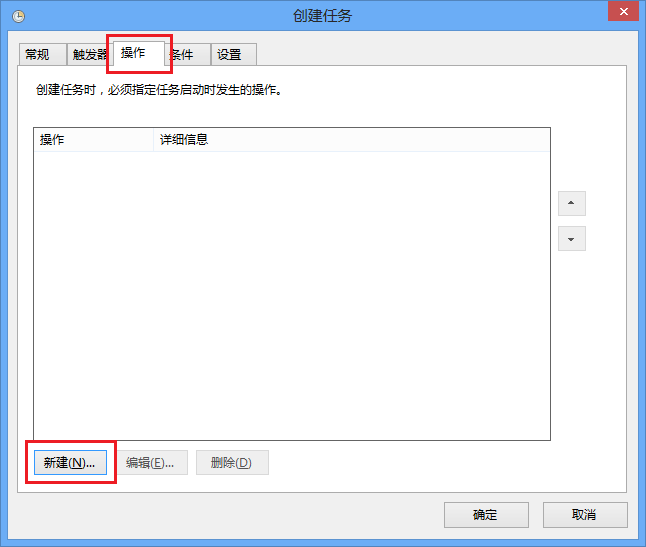 创建任务
常规 触发器 操作 条件 设置
创建任务时，必须指定任务启动时发生的操作。
操作 详细信息
新建(N)... 编辑(E)... 删除(D)
确定 取消